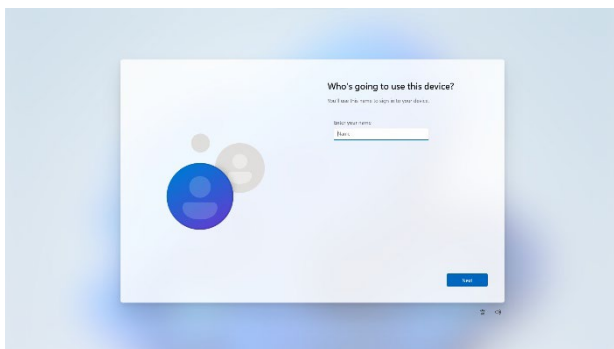 Who's going to use this device?
You'll use this name to sign in to your device.
Enter your name
Name
Next